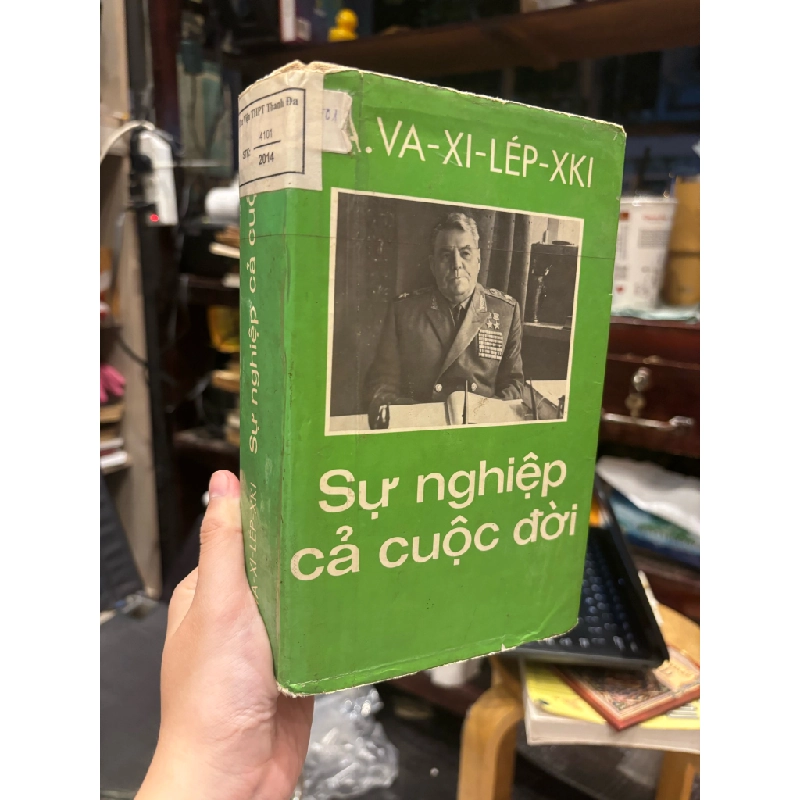 THPT Thanh Đa
4101
2014
A. VA-XI-LÉP-XKI
Sự nghiệp
cả cuộc đời
A-XI-LÉP-XKI Sự nghiệp cả cuộc